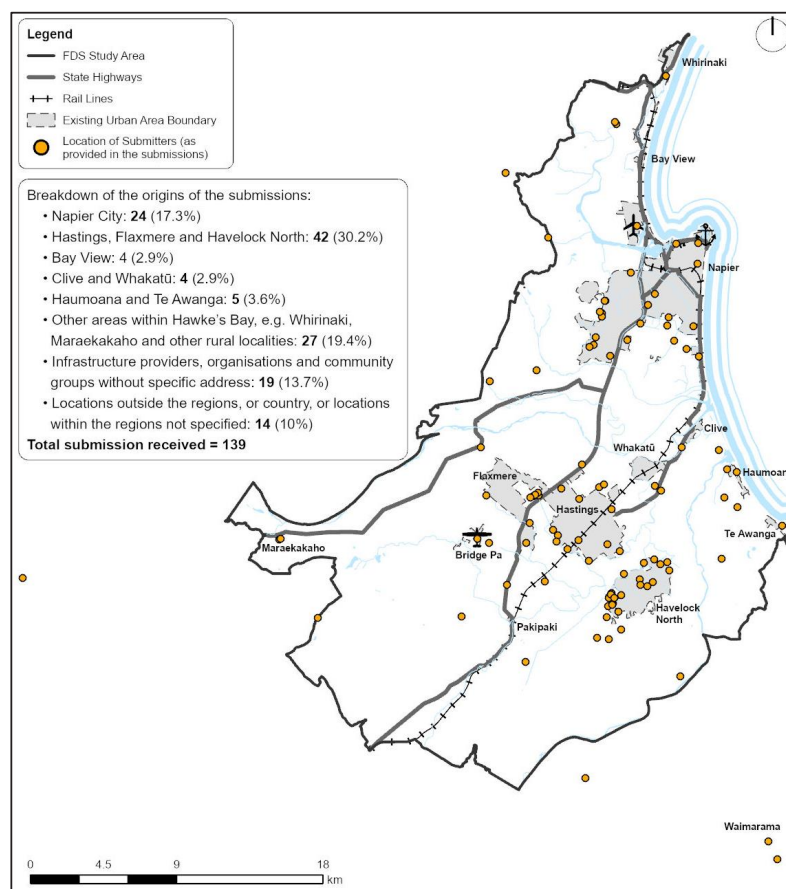 Legend
FDS Study Area
State Highways
Rail Lines
Existing Urban Area Boundary
Location of Submitters (as
provided in the submissions)
Breakdown of the origins of the submissions:
• Napier City: 24 (17.3%)
• Hastings, Flaxmere and Havelock North: 42 (30.2%)
• Bay View: 4 (2.9%)
• Clive and Whakatū: 4 (2.9%)
• Haumoana and Te Awanga: 5 (3.6%)
• Other areas within Hawke's Bay, e.g. Whirinaki,
Maraekakaho and other rural localities: 27 (19.4%)
• Infrastructure providers, organisations and community
groups without specific address: 19 (13.7%)
• Locations outside the regions, or country, or locations
within the regions not specified: 14 (10%)
Total submission received = 139
Whirinaki
Bay View
Napier
Clive
Whakatū
Haumoan
Flaxmere
Hastings
Te Awanga
Maraekakaho
Bridge Pa
Havelock
North
Pakipaki
Waimarama
0 4.5 9 18
km